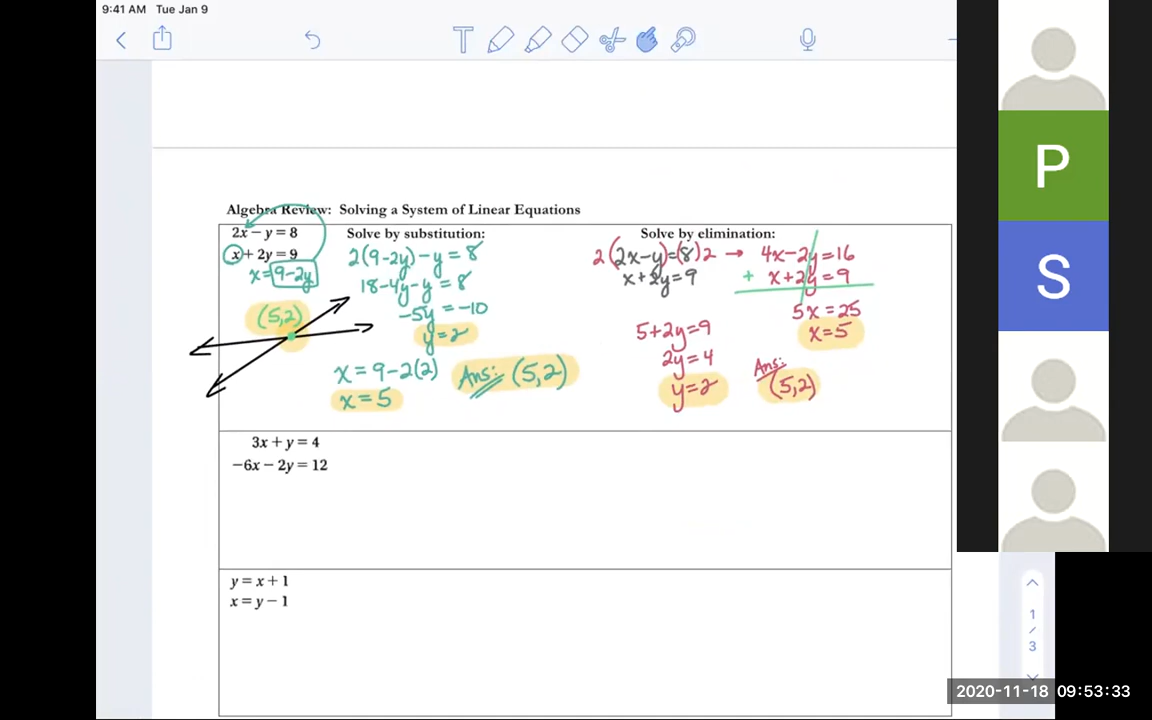 9:41 AM Tue Jan 9
T
P
S
Algebra Review: Solving a System of Linear Equations
2x – y = 8
x + 2y = 9
x = 9-2y
(5,2)
Solve by substitution:
2(9-2y) - y = 8
18-4y-y = 8
-5y = -10
y = 2
x = 9-2(2)
x = 5
Ans: (5,2)
Solve by elimination:
2(2x-y)=(8)2 → 4x-2y=16
x+2y=9
+ x+2y=9
5x = 25
x=5
5+2y=9
2y=4
y=2
Ans:
(5,2)
3x + y = 4
−6x − 2y = 12
y = x + 1
x = y − 1
1
/
3
2020-11-18 09:53:33